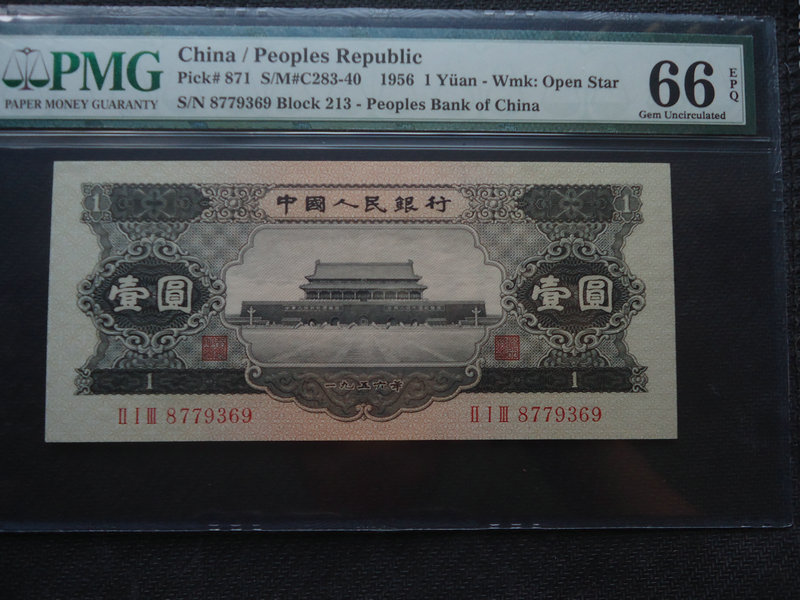 PMG
PAPER MONEY GUARANTY
China / Peoples Republic
Pick# 871 S/M#C283-40 1956 1 Yüan - Wmk: Open Star
S/N 8779369 Block 213 - Peoples Bank of China
66 EPQ
Gem Uncirculated
1 中國人民銀行 1
壹圓 壹圓
1 一九五六年 1
II I III 8779369 II I III 8779369